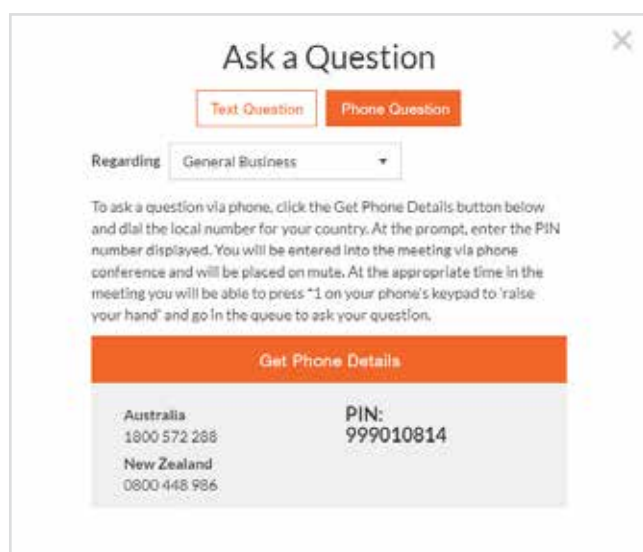 Ask a Question
Text Question Phone Question
Regarding General Business
To ask a question via phone, click the Get Phone Details button below
and dial the local number for your country. At the prompt, enter the PIN
number displayed. You will be entered into the meeting via phone
conference and will be placed on mute. At the appropriate time in the
meeting you will be able to press *1 on your phone's keypad to 'raise
your hand' and go in the queue to ask your question.
Get Phone Details
Australia PIN:
1800 572 288 999010814
New Zealand
0800 448 986